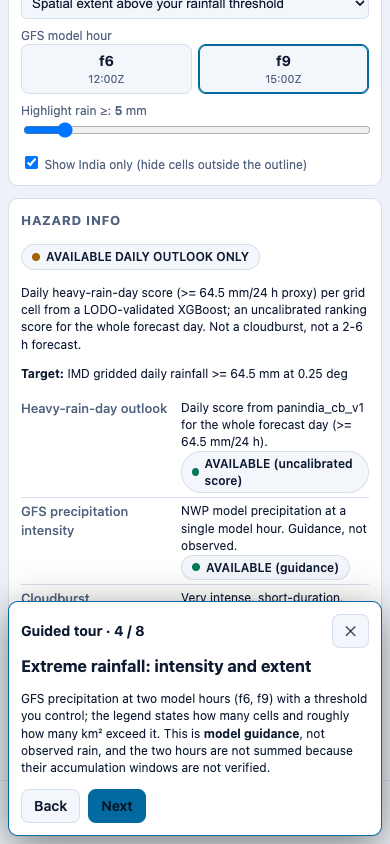 Spatial extent above your rainfall threshold
GFS model hour
f6
12:00Z
f9
15:00Z
Highlight rain ≥: 5 mm
Show India only (hide cells outside the outline)
HAZARD INFO
AVAILABLE DAILY OUTLOOK ONLY
Daily heavy-rain-day score (>= 64.5 mm/24 h proxy) per grid
cell from a LODO-validated XGBoost; an uncalibrated ranking
score for the whole forecast day. Not a cloudburst, not a 2-6
h forecast.
Target: IMD gridded daily rainfall >= 64.5 mm at 0.25 deg
Heavy-rain-day outlook
Daily score from panindia_cb_v1
for the whole forecast day (>=
64.5 mm/24 h).
AVAILABLE (uncalibrated
score)
GFS precipitation
intensity
NWP model precipitation at a
single model hour. Guidance, not
observed.
AVAILABLE (guidance)
Cloudburst
Very intense, short-duration,
Guided tour · 4 / 8
×
Extreme rainfall: intensity and extent
GFS precipitation at two model hours (f6, f9) with a threshold
you control; the legend states how many cells and roughly
how many km² exceed it. This is model guidance, not
observed rain, and the two hours are not summed because
their accumulation windows are not verified.
Back
Next